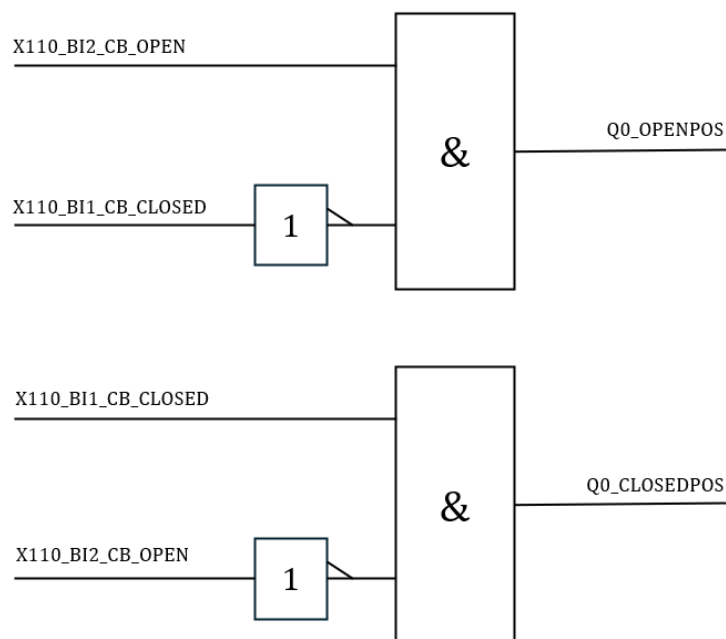 X110_BI2_CB_OPEN
&
Q0_OPENPOS
X110_BI1_CB_CLOSED
1
X110_BI1_CB_CLOSED
&
Q0_CLOSEDPOS
X110_BI2_CB_OPEN
1